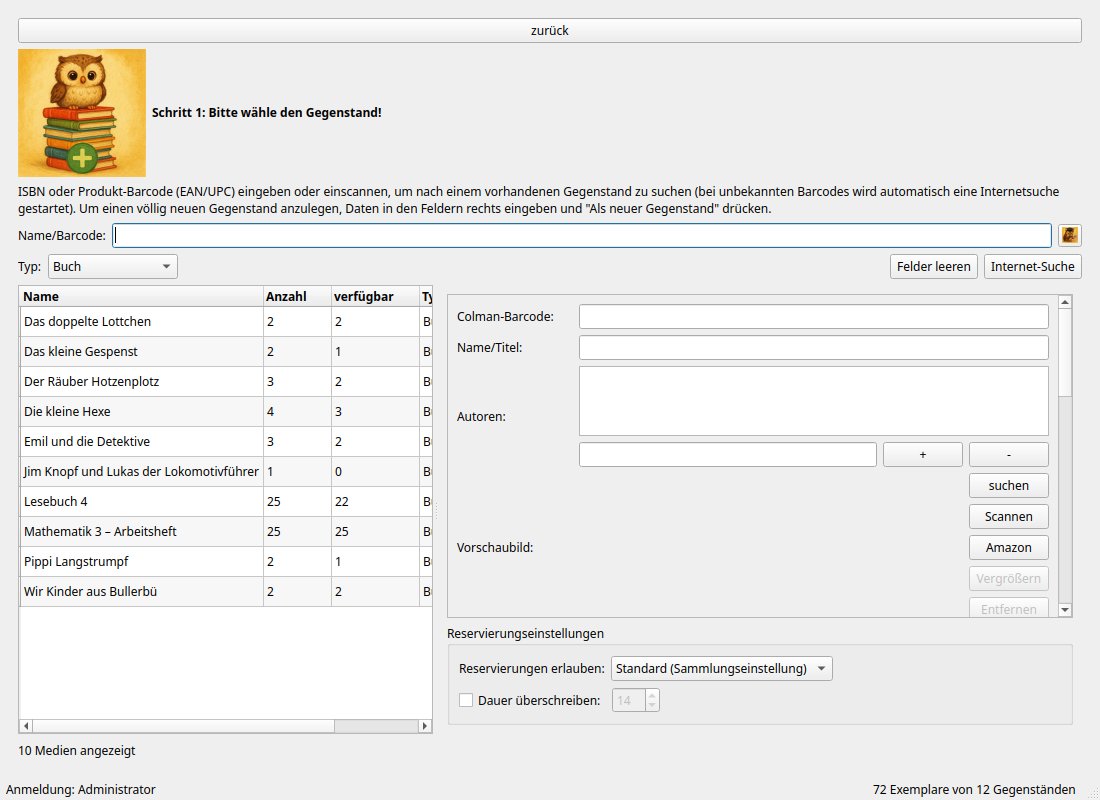 zurück
Schritt 1: Bitte wähle den Gegenstand!
ISBN oder Produkt-Barcode (EAN/UPC) eingeben oder einscannen, um nach einem vorhandenen Gegenstand zu suchen (bei unbekannten Barcodes wird automatisch eine Internetsuche
gestartet). Um einen völlig neuen Gegenstand anzulegen, Daten in den Feldern rechts eingeben und "Als neuer Gegenstand" drücken.
Name/Barcode:
Typ: Buch Felder leeren Internet-Suche
Name Anzahl verfügbar
Das doppelte Lottchen 2 2
Das kleine Gespenst 2 1
Der Räuber Hotzenplotz 3 2
Die kleine Hexe 4 3
Emil und die Detektive 3 2
Jim Knopf und Lukas der Lokomotivführer 1 0
Lesebuch 4 25 22
Mathematik 3 – Arbeitsheft 25 25
Pippi Langstrumpf 2 1
Wir Kinder aus Bullerbü 2 2
10 Medien angezeigt
Colman-Barcode:
Name/Titel:
Autoren:
+ -
suchen
Scannen
Vorschaubild: Amazon
Vergrößern
Entfernen
Reservierungseinstellungen
Reservierungen erlauben: Standard (Sammlungseinstellung)
Dauer überschreiben: 14
Anmeldung: Administrator 72 Exemplare von 12 Gegenständen